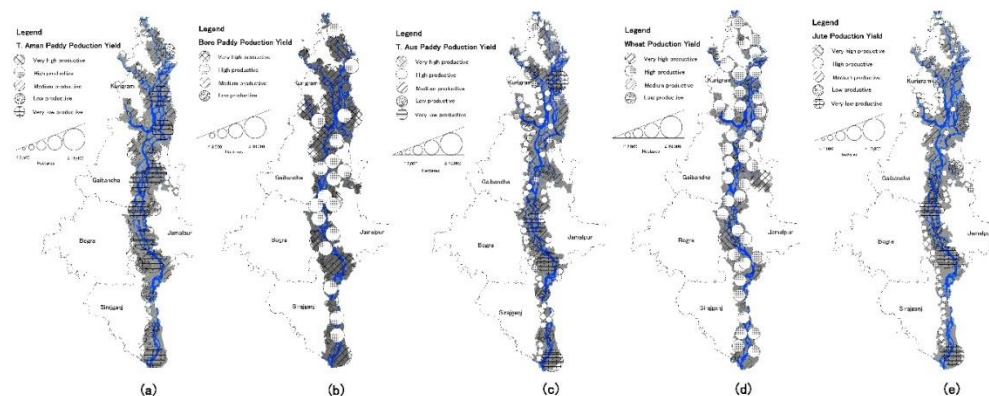 Legend
T. Aman Paddy Poduction Yield
Very high productive
High productive
Medium productive
Low productive
Very low productive
Hectares
Kurigram
Gaibandha
Bogra
Jamalpur
Sirajganj
(a)
Legend
Boro Paddy Poduction Yield
Very high productive
High productive
Medium productive
Low productive
Hectares
Kurigram
Gaibandha
Bogra
Jamalpur
Sirajganj
(b)
Legend
T. Aus Paddy Poduction Yield
Very high productive
High productive
Medium productive
Low productive
Very low productive
Hectares
Kurigram
Gaibandha
Bogra
Jamalpur
Sirajganj
(c)
Legend
Wheat Production Yield
Very high productive
High productive
Medium productive
Low productive
Hectares
Kurigram
Gaibandha
Bogra
Jamalpur
Sirajganj
(d)
Legend
Jute Production Yield
Very high productive
High productive
Medium productive
Low productive
Very low productive
Hectares
Kurigram
Gaibandha
Bogra
Jamalpur
Sirajganj
(e)